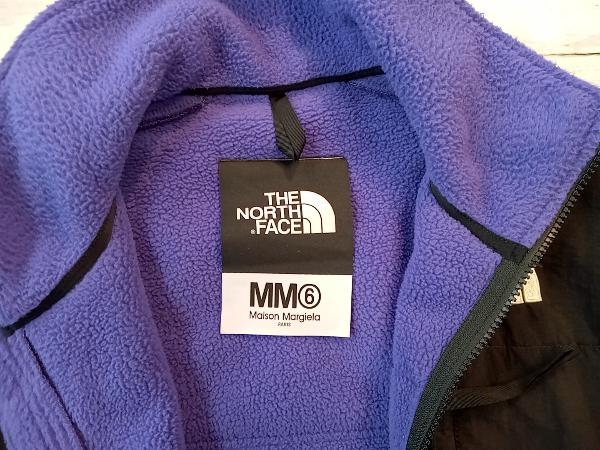 THE
NORTH
®FACE
MM⑥
Maison Margiela
PARIS